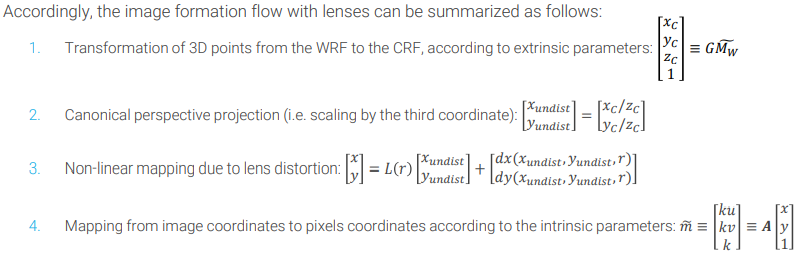 Accordingly, the image formation flow with lenses can be summarized as follows:
1. Transformation of 3D points from the WRF to the CRF, according to extrinsic parameters: $\begin{bmatrix} x_C \\ y_C \\ z_C \\ 1 \end{bmatrix} \equiv G\widetilde{M}_W$
2. Canonical perspective projection (i.e. scaling by the third coordinate): $\begin{bmatrix} x_{undist} \\ y_{undist} \end{bmatrix} = \begin{bmatrix} x_C/z_C \\ y_C/z_C \end{bmatrix}$
3. Non-linear mapping due to lens distortion: $\begin{bmatrix} x \\ y \end{bmatrix} = L(r) \begin{bmatrix} x_{undist} \\ y_{undist} \end{bmatrix} + \begin{bmatrix} dx(x_{undist}, y_{undist}, r) \\ dy(x_{undist}, y_{undist}, r) \end{bmatrix}$
4. Mapping from image coordinates to pixels coordinates according to the intrinsic parameters: $\widetilde{m} \equiv \begin{bmatrix} ku \\ kv \\ k \end{bmatrix} \equiv \boldsymbol{A} \begin{bmatrix} x \\ y \\ 1 \end{bmatrix}$